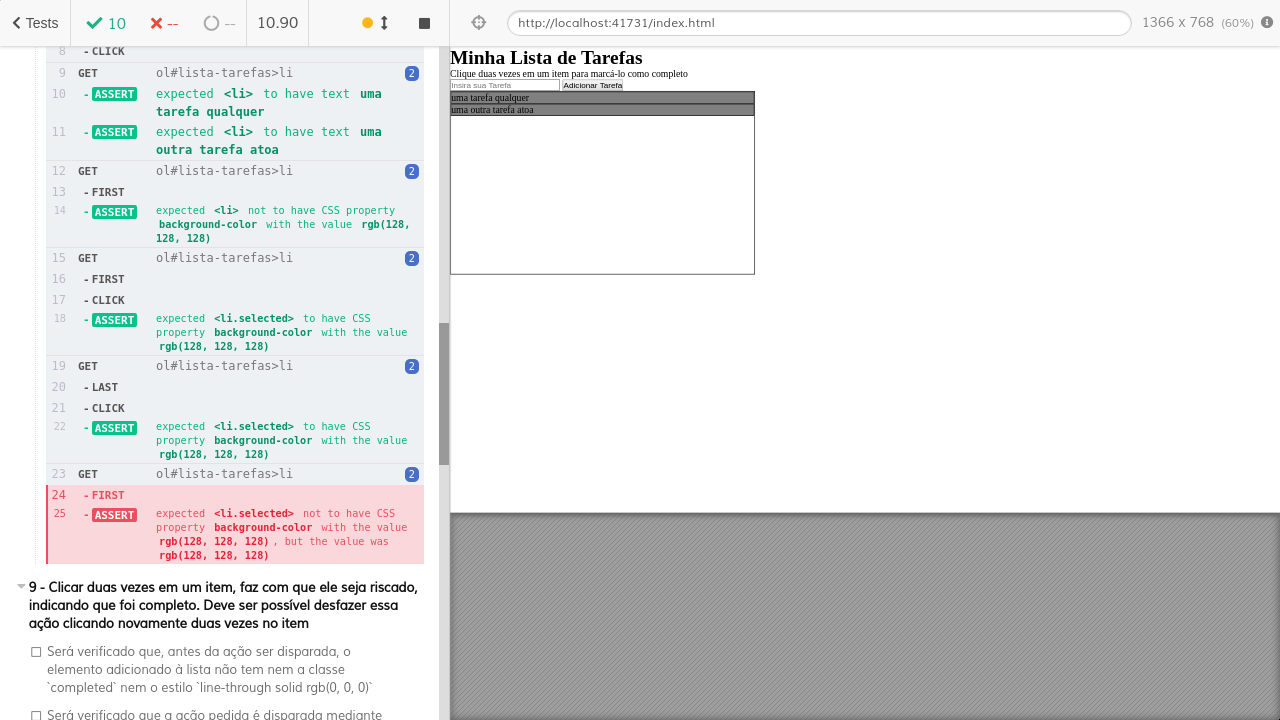 Tests
10
--
--
10.90
http://localhost:41731/index.html
1366 x 768 (60%)
8 - CLICK
9 GET ol#lista-tarefas>li 2
10 - ASSERT expected <li> to have text uma
tarefa qualquer
11 - ASSERT expected <li> to have text uma
outra tarefa atoa
12 GET ol#lista-tarefas>li 2
13 - FIRST
14 - ASSERT expected <li> not to have CSS property
background-color with the value rgb(128,
128, 128)
15 GET ol#lista-tarefas>li 2
16 - FIRST
17 - CLICK
18 - ASSERT expected <li.selected> to have CSS
property background-color with the value
rgb(128, 128, 128)
19 GET ol#lista-tarefas>li 2
20 - LAST
21 - CLICK
22 - ASSERT expected <li.selected> to have CSS
property background-color with the value
rgb(128, 128, 128)
23 GET ol#lista-tarefas>li 2
24 - FIRST
25 - ASSERT expected <li.selected> not to have CSS
property background-color with the value
rgb(128, 128, 128), but the value was
rgb(128, 128, 128)
9 - Clicar duas vezes em um item, faz com que ele seja riscado,
indicando que foi completo. Deve ser possível desfazer essa
ação clicando novamente duas vezes no item
Será verificado que, antes da ação ser disparada, o
elemento adicionado à lista não tem nem a classe
`completed` nem o estilo `line-through solid rgb(0, 0, 0)`
Será verificado que a ação pedida é disparada mediante
Minha Lista de Tarefas
Clique duas vezes em um item para marcá-lo como completo
Insira sua Tarefa
Adicionar Tarefa
uma tarefa qualquer
uma outra tarefa atoa